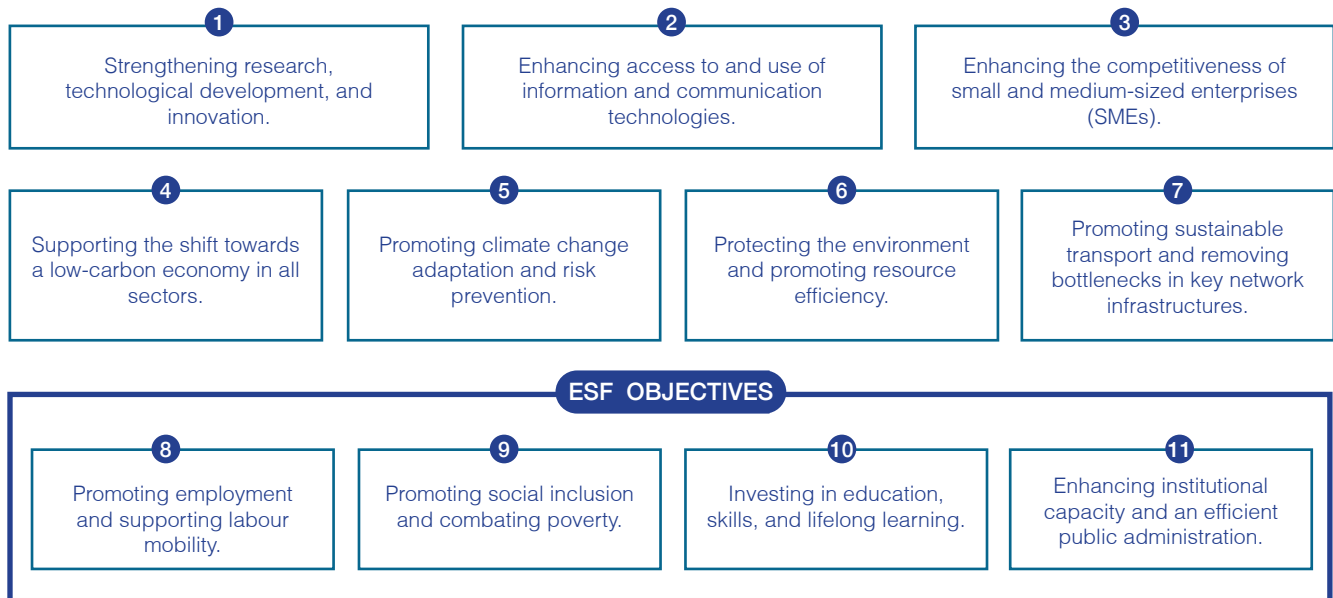 1
Strengthening research,
technological development, and
innovation.
2
Enhancing access to and use of
information and communication
technologies.
3
Enhancing the competitiveness of
small and medium-sized enterprises
(SMEs).
4
Supporting the shift towards
a low-carbon economy in all
sectors.
5
Promoting climate change
adaptation and risk
prevention.
6
Protecting the environment
and promoting resource
efficiency.
7
Promoting sustainable
transport and removing
bottlenecks in key network
infrastructures.
ESF OBJECTIVES
8
Promoting employment
and supporting labour
mobility.
9
Promoting social inclusion
and combating poverty.
10
Investing in education,
skills, and lifelong learning.
11
Enhancing institutional
capacity and an efficient
public administration.